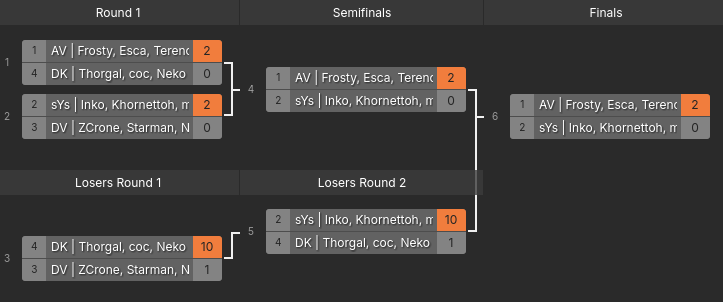 Round 1 Semifinals Finals
1 1 AV | Frosty, Esca, Terenc 2
4 DK | Thorgal, coc, Neko 0
2 2 sYs | Inko, Khornettoh, m 2
3 DV | ZCrone, Starman, N 0
4 1 AV | Frosty, Esca, Terenc 2
2 sYs | Inko, Khornettoh, m 0
6 1 AV | Frosty, Esca, Terenc 2
2 sYs | Inko, Khornettoh, m 0
Losers Round 1 Losers Round 2
3 4 DK | Thorgal, coc, Neko 10
3 DV | ZCrone, Starman, N 1
5 2 sYs | Inko, Khornettoh, m 10
4 DK | Thorgal, coc, Neko 1